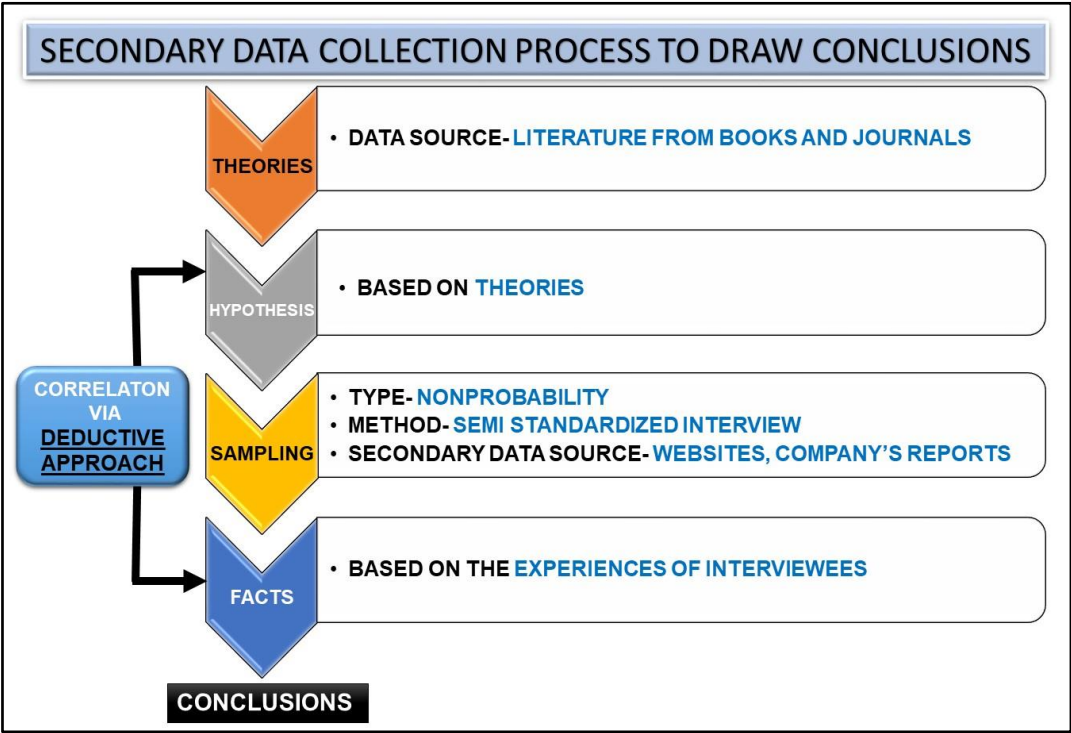 SECONDARY DATA COLLECTION PROCESS TO DRAW CONCLUSIONS
THEORIES
• DATA SOURCE- LITERATURE FROM BOOKS AND JOURNALS
HYPOTHESIS
• BASED ON THEORIES
CORRELATON
VIA
DEDUCTIVE
APPROACH
SAMPLING
• TYPE- NONPROBABILITY
• METHOD- SEMI STANDARDIZED INTERVIEW
• SECONDARY DATA SOURCE- WEBSITES, COMPANY'S REPORTS
FACTS
• BASED ON THE EXPERIENCES OF INTERVIEWEES
CONCLUSIONS